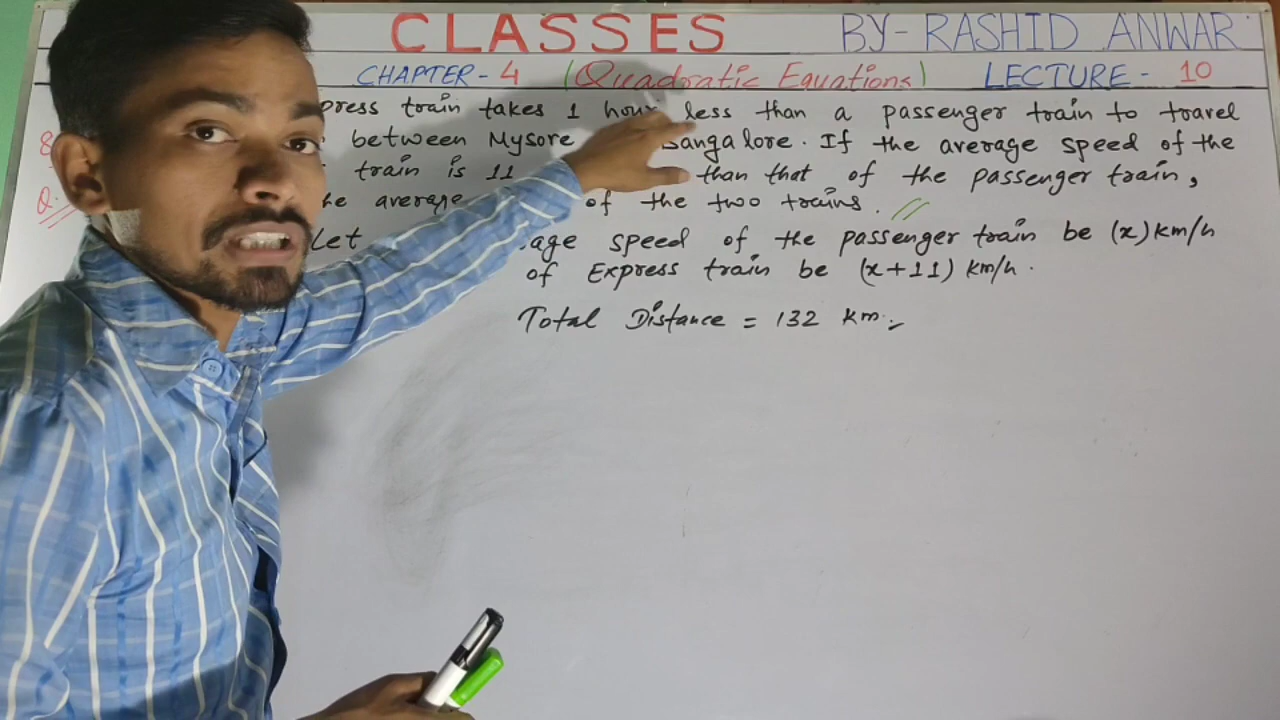 CLASSES BY- RASHID ANWAR
CHAPTER - 4 (Quadratic Equations) LECTURE - 10
press train takes 1 hour less than a passenger train to travel
8 between Mysore Bangalore. If the average speed of the
train is 11 than that of the passenger train,
Q. the average of the two trains.
Let speed of the passenger train be (x) km/h
of Express train be (x+11) km/h.
Total Distance = 132 km.